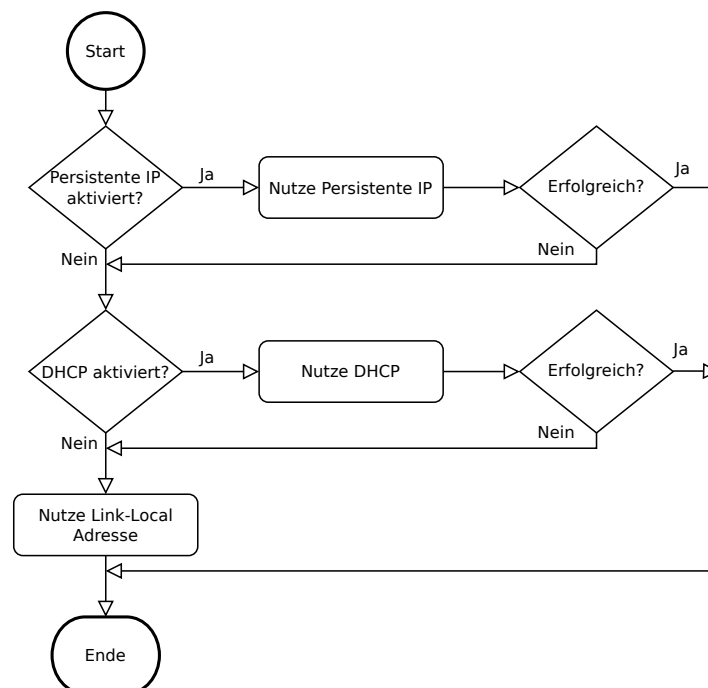 Start
Persistente IP
aktiviert?
Ja
Nutze Persistente IP
Erfolgreich?
Ja
Nein
Nein
DHCP aktiviert?
Ja
Nutze DHCP
Erfolgreich?
Ja
Nein
Nein
Nutze Link-Local
Adresse
Ende